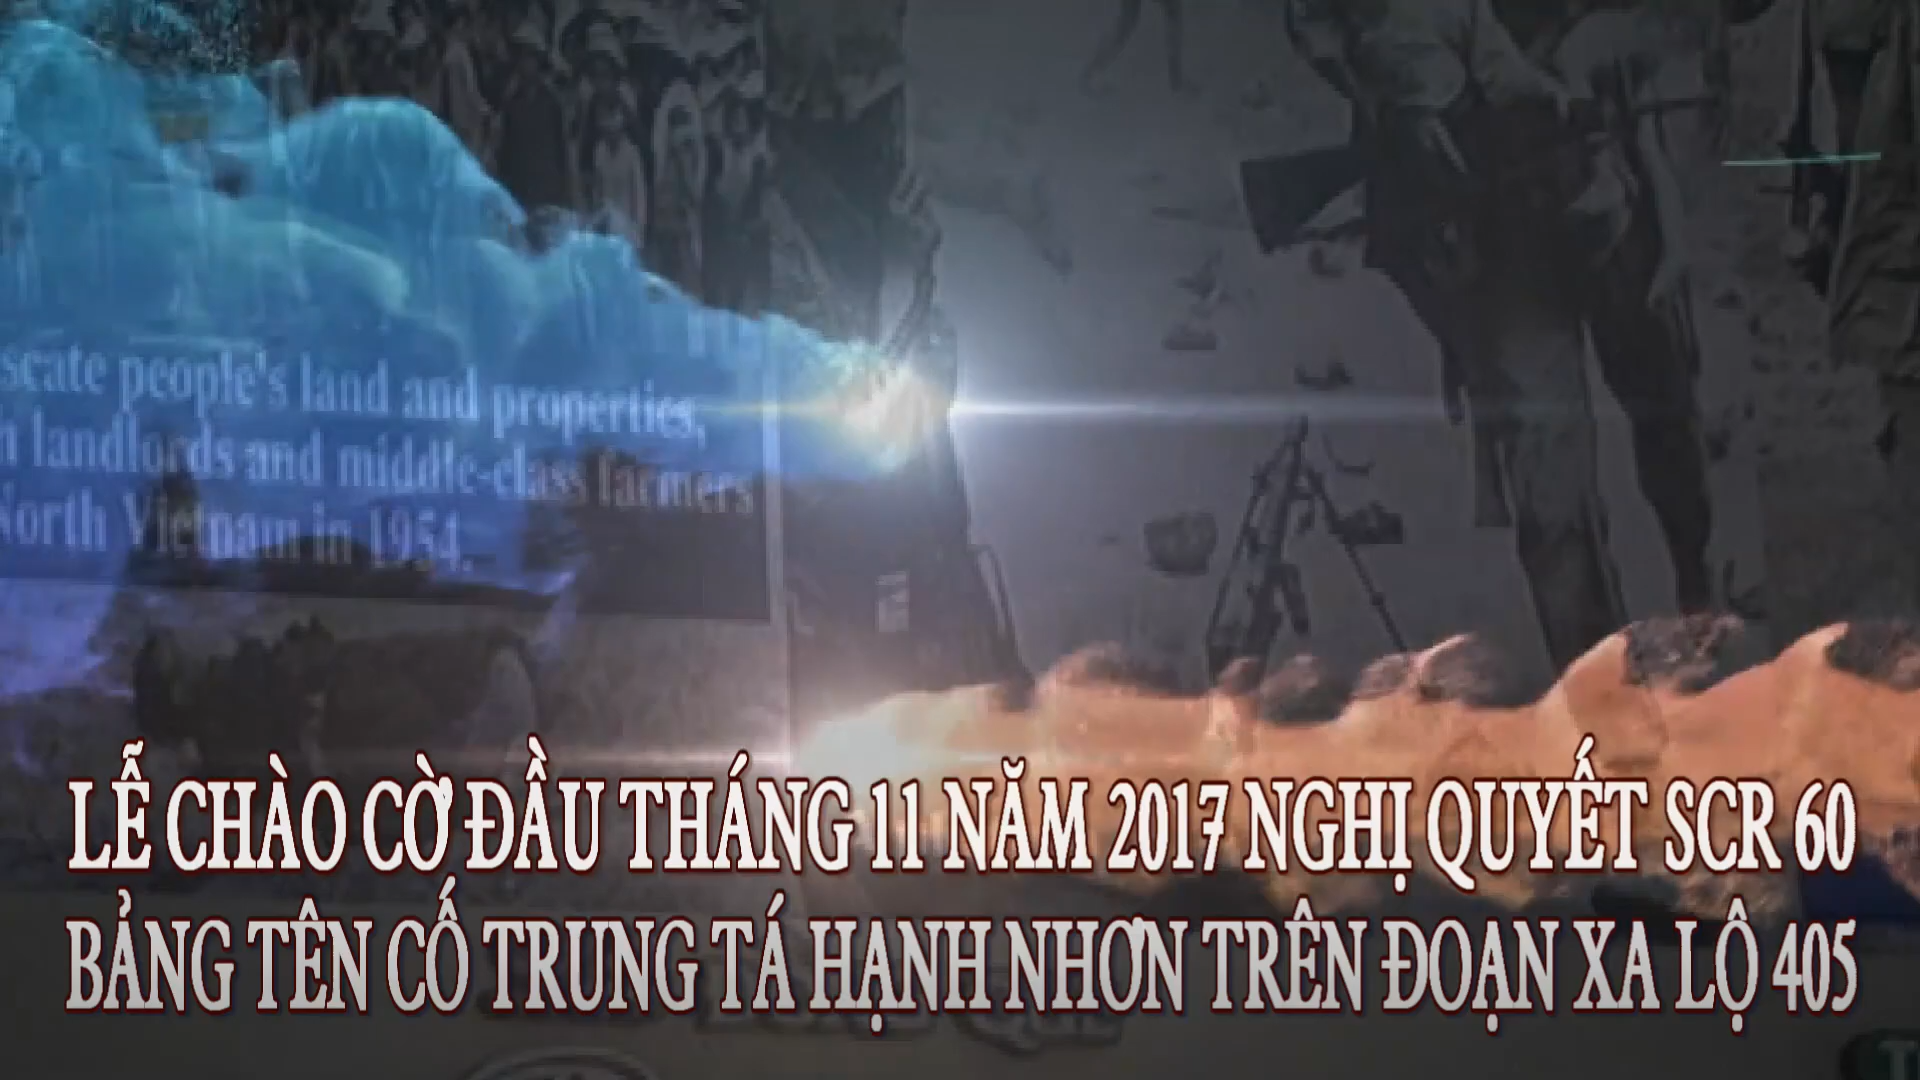 scate people's land and properties,
landlords and middle-class farmers
North Vietnam in 1954.
LỄ CHÀO CỜ ĐẦU THÁNG 11 NĂM 2017 NGHỊ QUYẾT SCR 60
BẢNG TÊN CỐ TRUNG TÁ HẠNH NHƠN TRÊN ĐOẠN XA LỘ 405